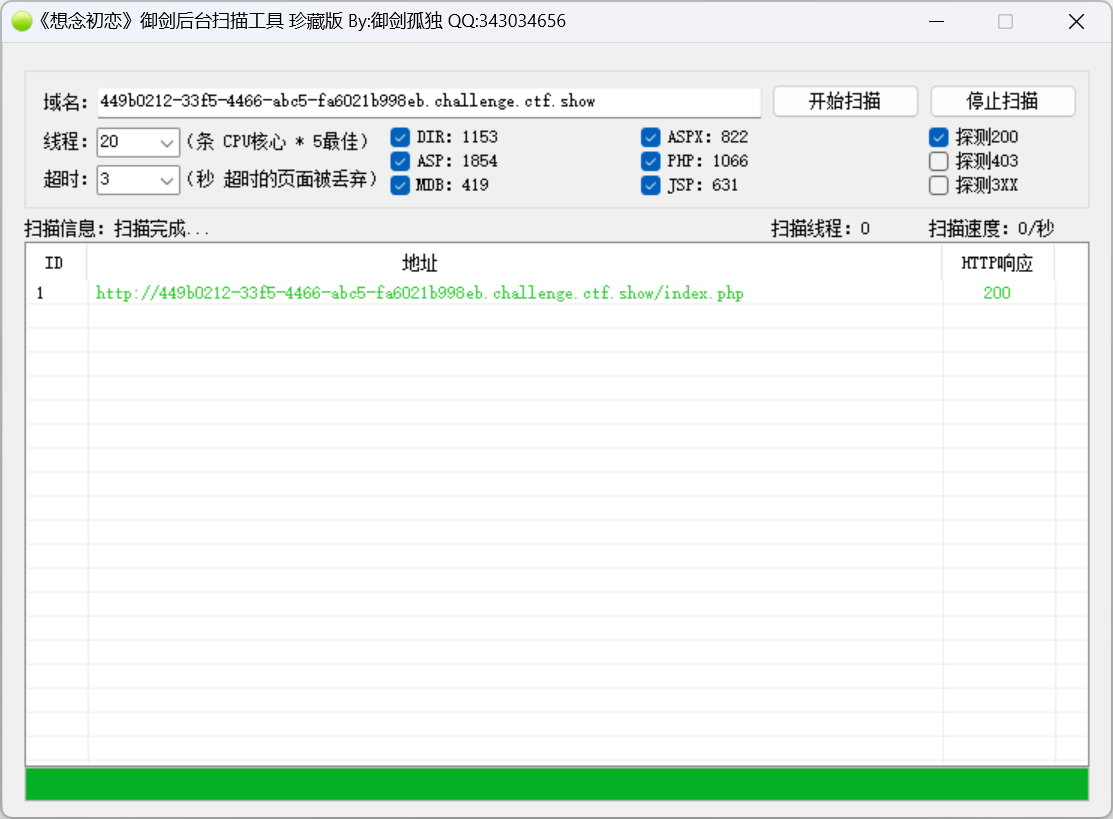 《想念初恋》御剑后台扫描工具 珍藏版 By:御剑孤独 QQ:343034656
域名: 449b0212-33f5-4466-abc5-fa6021b998eb.challenge.ctf.show 开始扫描 停止扫描
线程: 20 (条 CPU核心 * 5最佳) DIR: 1153 ASPX: 822 探测200
ASP: 1854 PHP: 1066 探测403
超时: 3 (秒 超时的页面被丢弃) MDB: 419 JSP: 631 探测3XX
扫描信息: 扫描完成... 扫描线程: 0 扫描速度: 0/秒
ID 地址 HTTP响应
1 http://449b0212-33f5-4466-abc5-fa6021b998eb.challenge.ctf.show/index.php 200